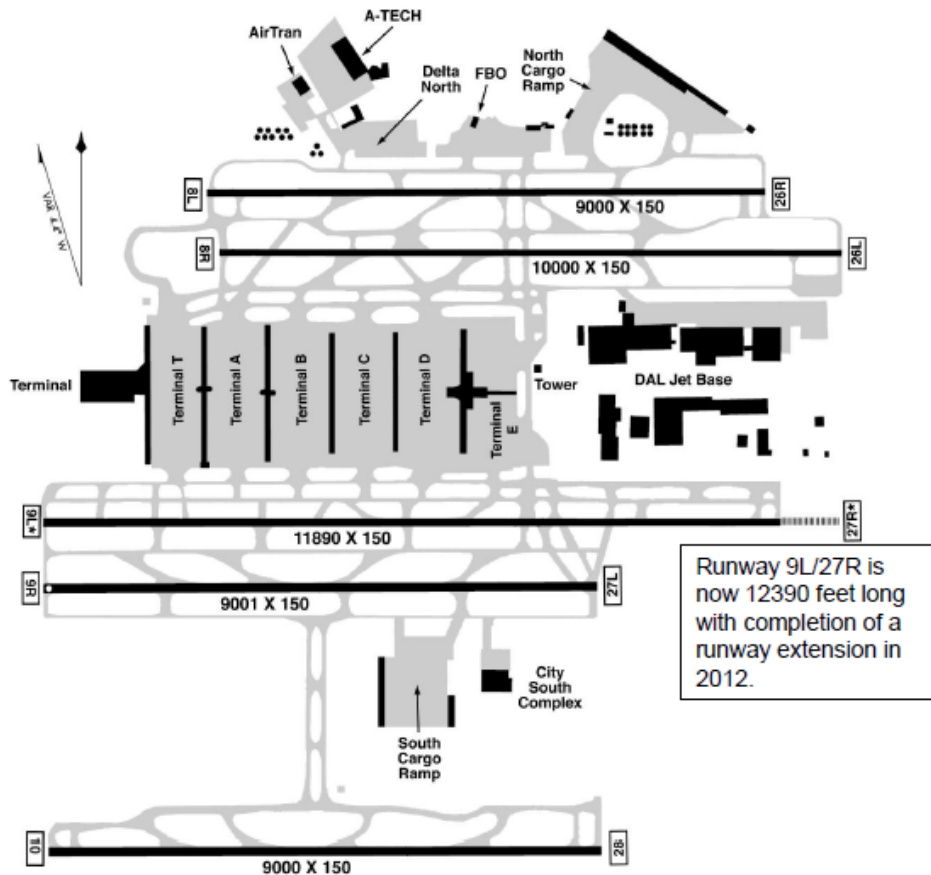 A-TECH
AirTran
Delta
North
FBO
North
Cargo
Ramp
8L
9000 X 150
26R
8R
10000 X 150
26L
Terminal
Terminal T
Terminal A
Terminal B
Terminal C
Terminal D
Terminal
E
Tower
DAL Jet Base
9L*
11890 X 150
27R*
9R
9001 X 150
27L
Runway 9L/27R is
now 12390 feet long
with completion of a
runway extension in
2012.
City
South
Complex
South
Cargo
Ramp
10
9000 X 150
28